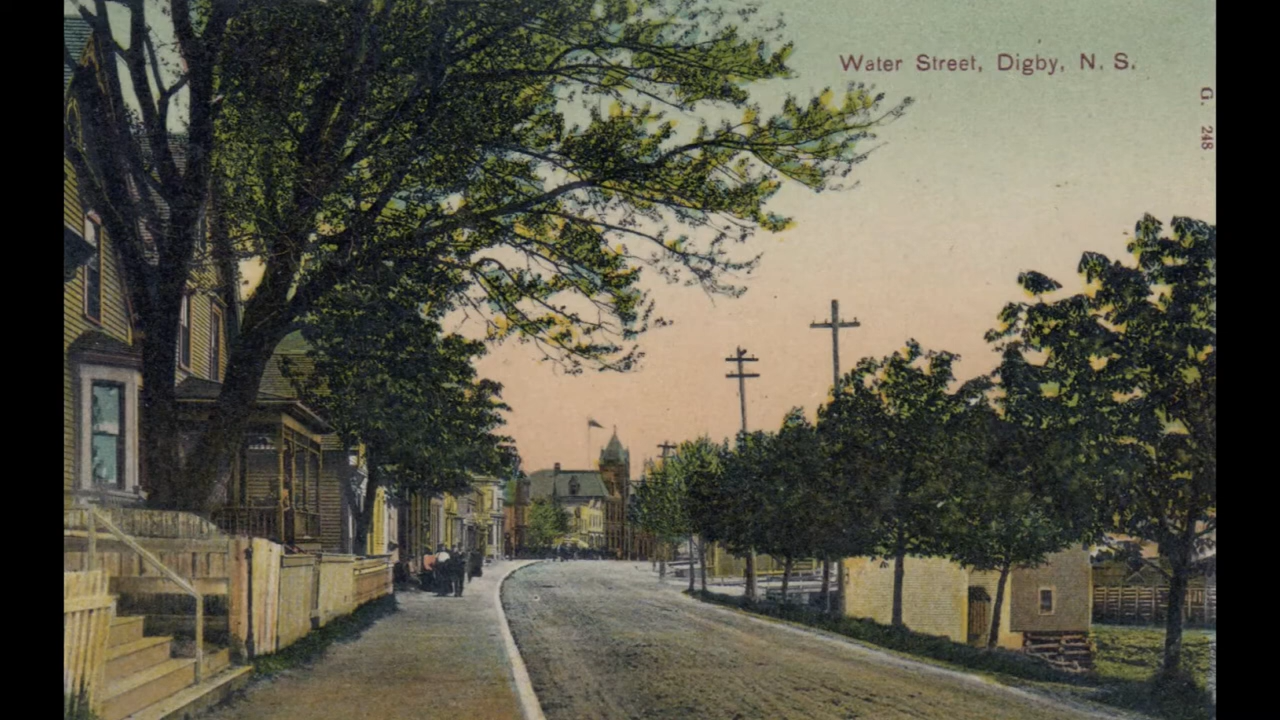 Water Street, Digby, N. S.
G. 248